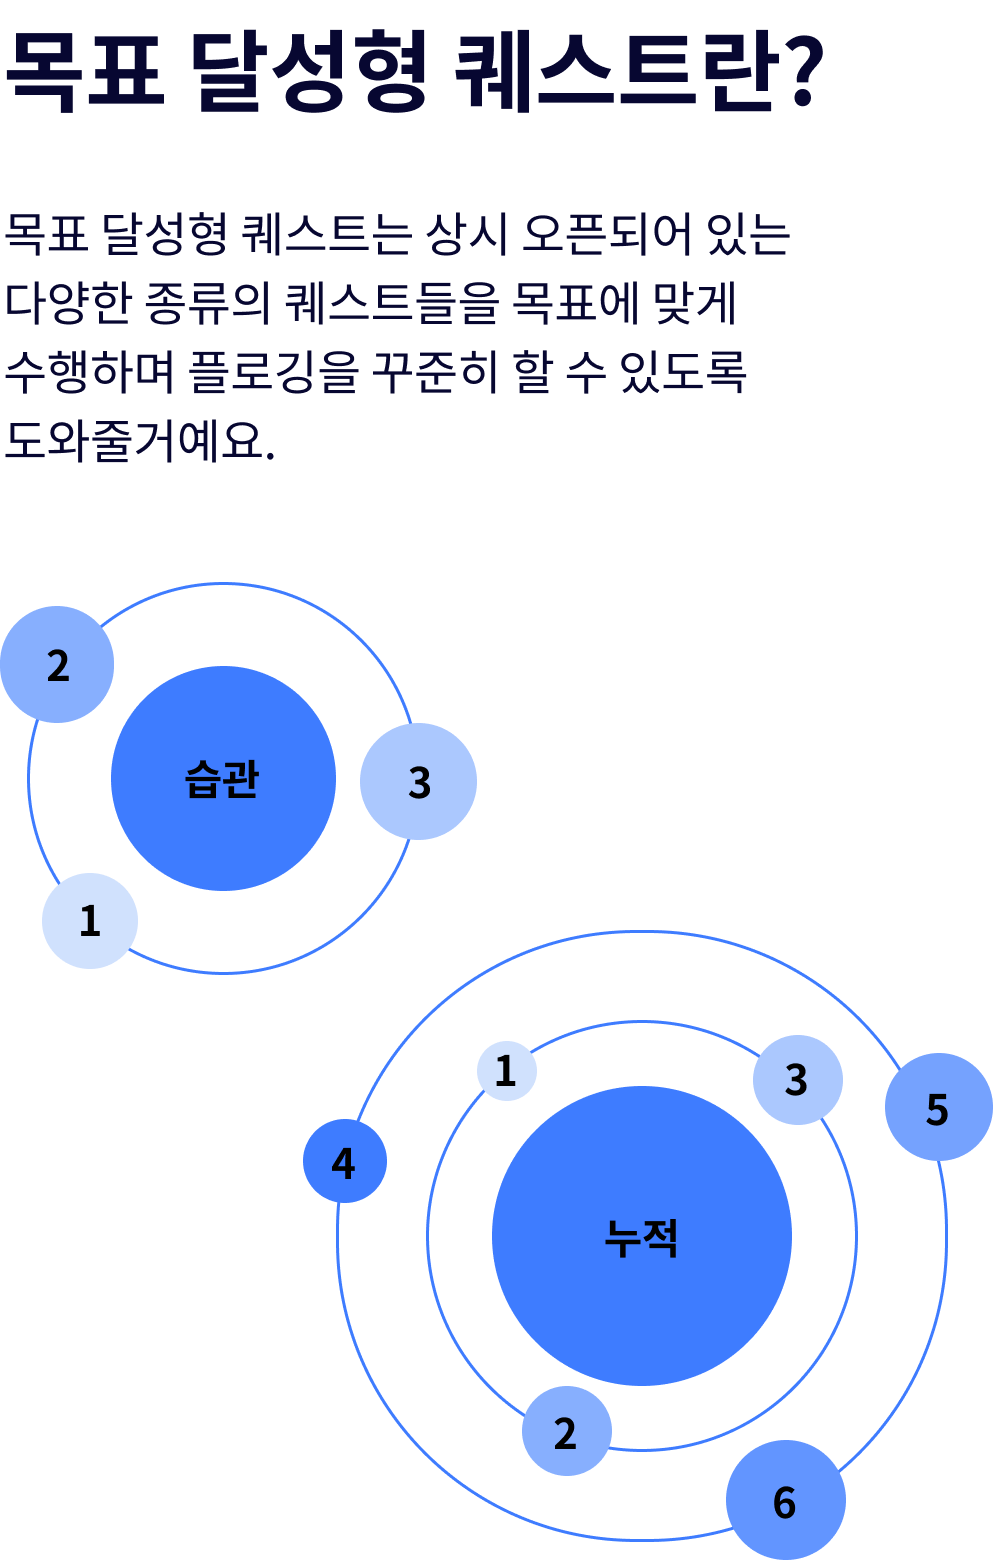 목표 달성형 퀘스트란?
목표 달성형 퀘스트는 상시 오픈되어 있는
다양한 종류의 퀘스트들을 목표에 맞게
수행하며 플로깅을 꾸준히 할 수 있도록
도와줄거예요.
2
습관
3
1
1
3
5
4
누적
2
6